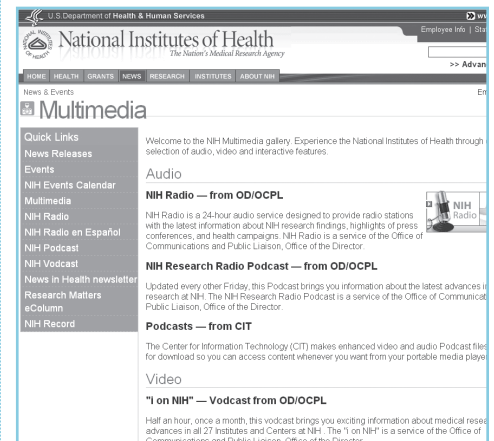 U.S. Department of Health & Human Services
Employee Info
National Institutes of Health
The Nation's Medical Research Agency
>> Advan
HOME HEALTH GRANTS NEWS RESEARCH INSTITUTES ABOUT NIH
News & Events
Multimedia
Quick Links
News Releases
Events
NIH Events Calendar
Multimedia
NIH Radio
NIH Radio en Español
NIH Podcast
NIH Vodcast
News in Health newsletter
Research Matters
eColumn
NIH Record
Welcome to the NIH Multimedia gallery. Experience the National Institutes of Health through
selection of audio, video and interactive features.
Audio
NIH Radio — from OD/OCPL
NIH Radio is a 24-hour audio service designed to provide radio stations
with the latest information about NIH research findings, highlights of press
conferences, and health campaigns. NIH Radio is a service of the Office of
Communications and Public Liaison, Office of the Director.
NIH
Radio
NIH Research Radio Podcast — from OD/OCPL
Updated every other Friday, this Podcast brings you information about the latest advances i
research at NIH. The NIH Research Radio Podcast is a service of the Office of Communicat
Public Liaison, Office of the Director.
Podcasts — from CIT
The Center for Information Technology (CIT) makes enhanced video and audio Podcast files
for download so you can access content whenever you want from your portable media playe
Video
"i on NIH" — Vodcast from OD/OCPL
Half an hour, once a month, this vodcast brings you exciting information about medical resea
advances in all 27 Institutes and Centers at NIH . The "i on NIH" is a service of the Office of
Communications and Public Liaison, Office of the Director.